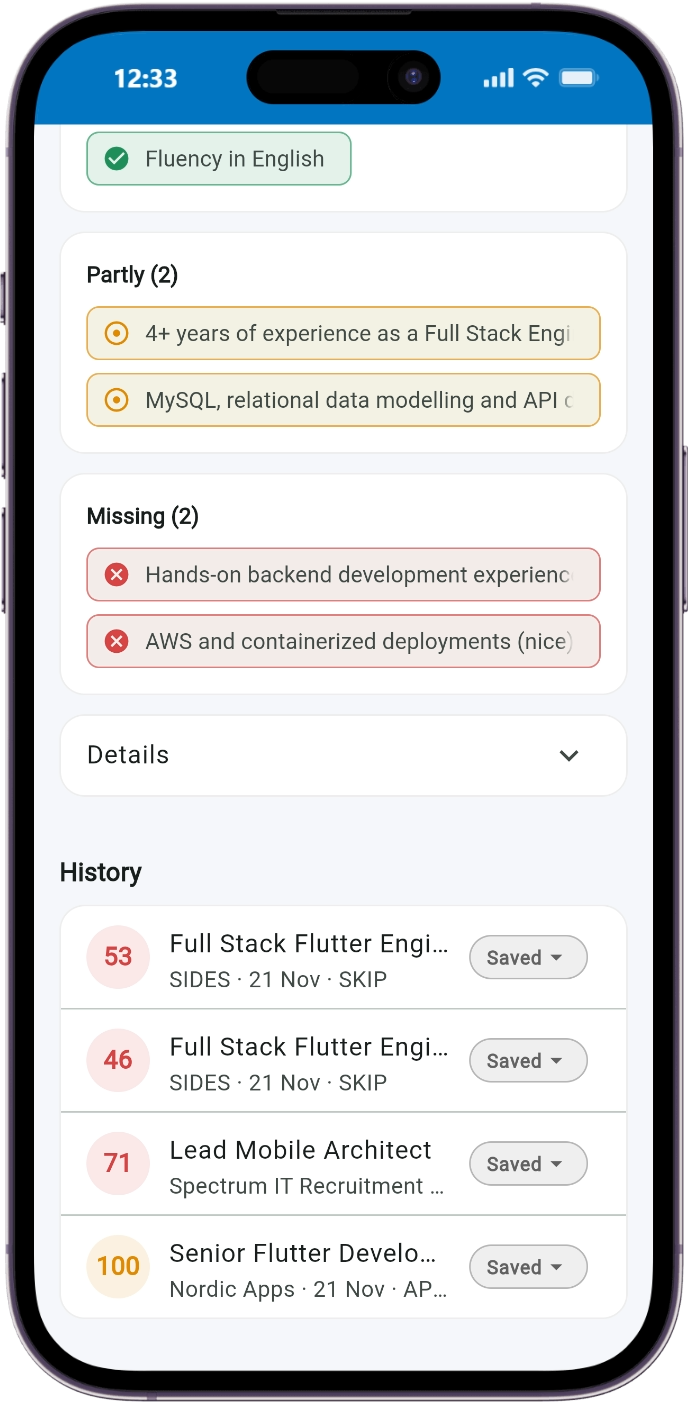 12:33
Fluency in English
Partly (2)
4+ years of experience as a Full Stack Engi
MySQL, relational data modelling and API
Missing (2)
Hands-on backend development experienc
AWS and containerized deployments (nice)
Details
History
53
Full Stack Flutter Engi...
SIDES · 21 Nov · SKIP
Saved
46
Full Stack Flutter Engi...
SIDES · 21 Nov · SKIP
Saved
71
Lead Mobile Architect
Spectrum IT Recruitment ...
Saved
100
Senior Flutter Develo...
Nordic Apps · 21 Nov · AP...
Saved